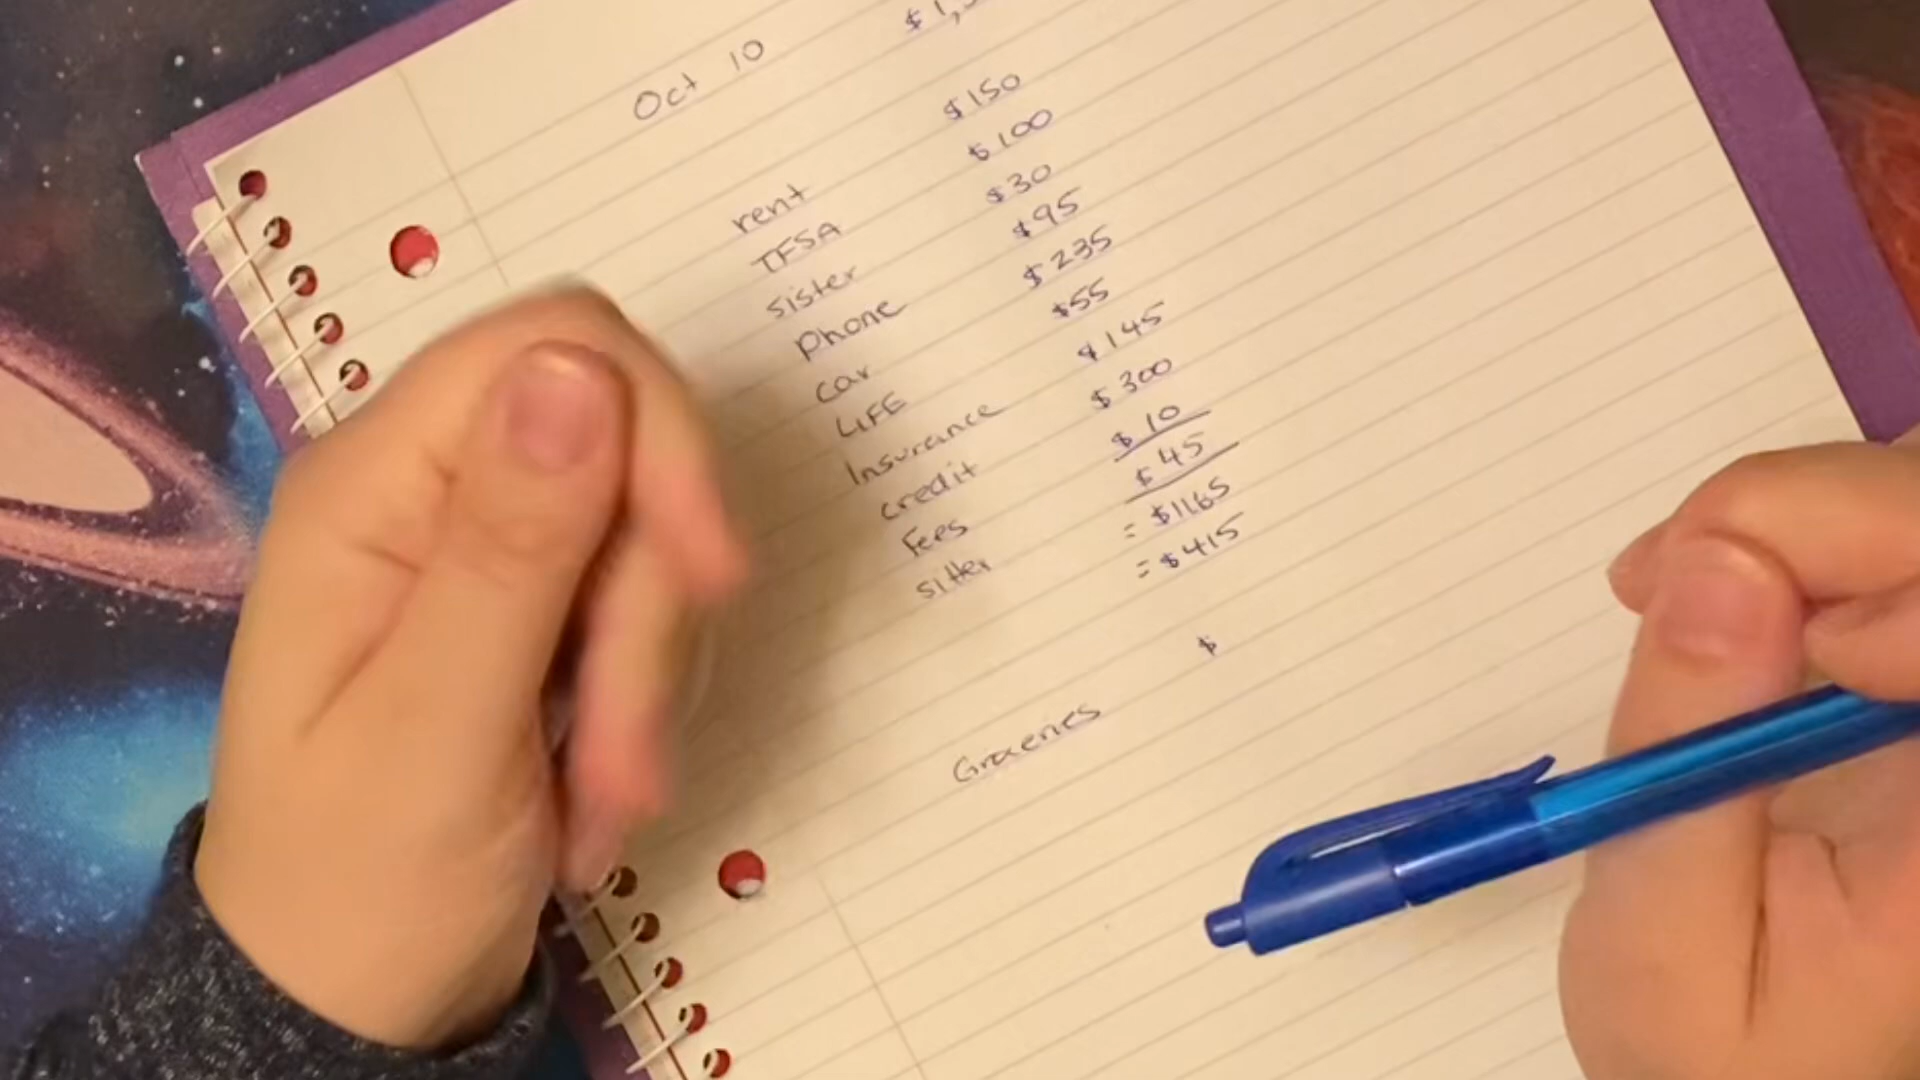 Oct 10 $1,
rent $150
TFSA $100
sister $30
Phone $95
car $235
LIFE $55
Insurance $145
credit $300
Fees $10
sitter $45
= $1165
= $415
Groceries $